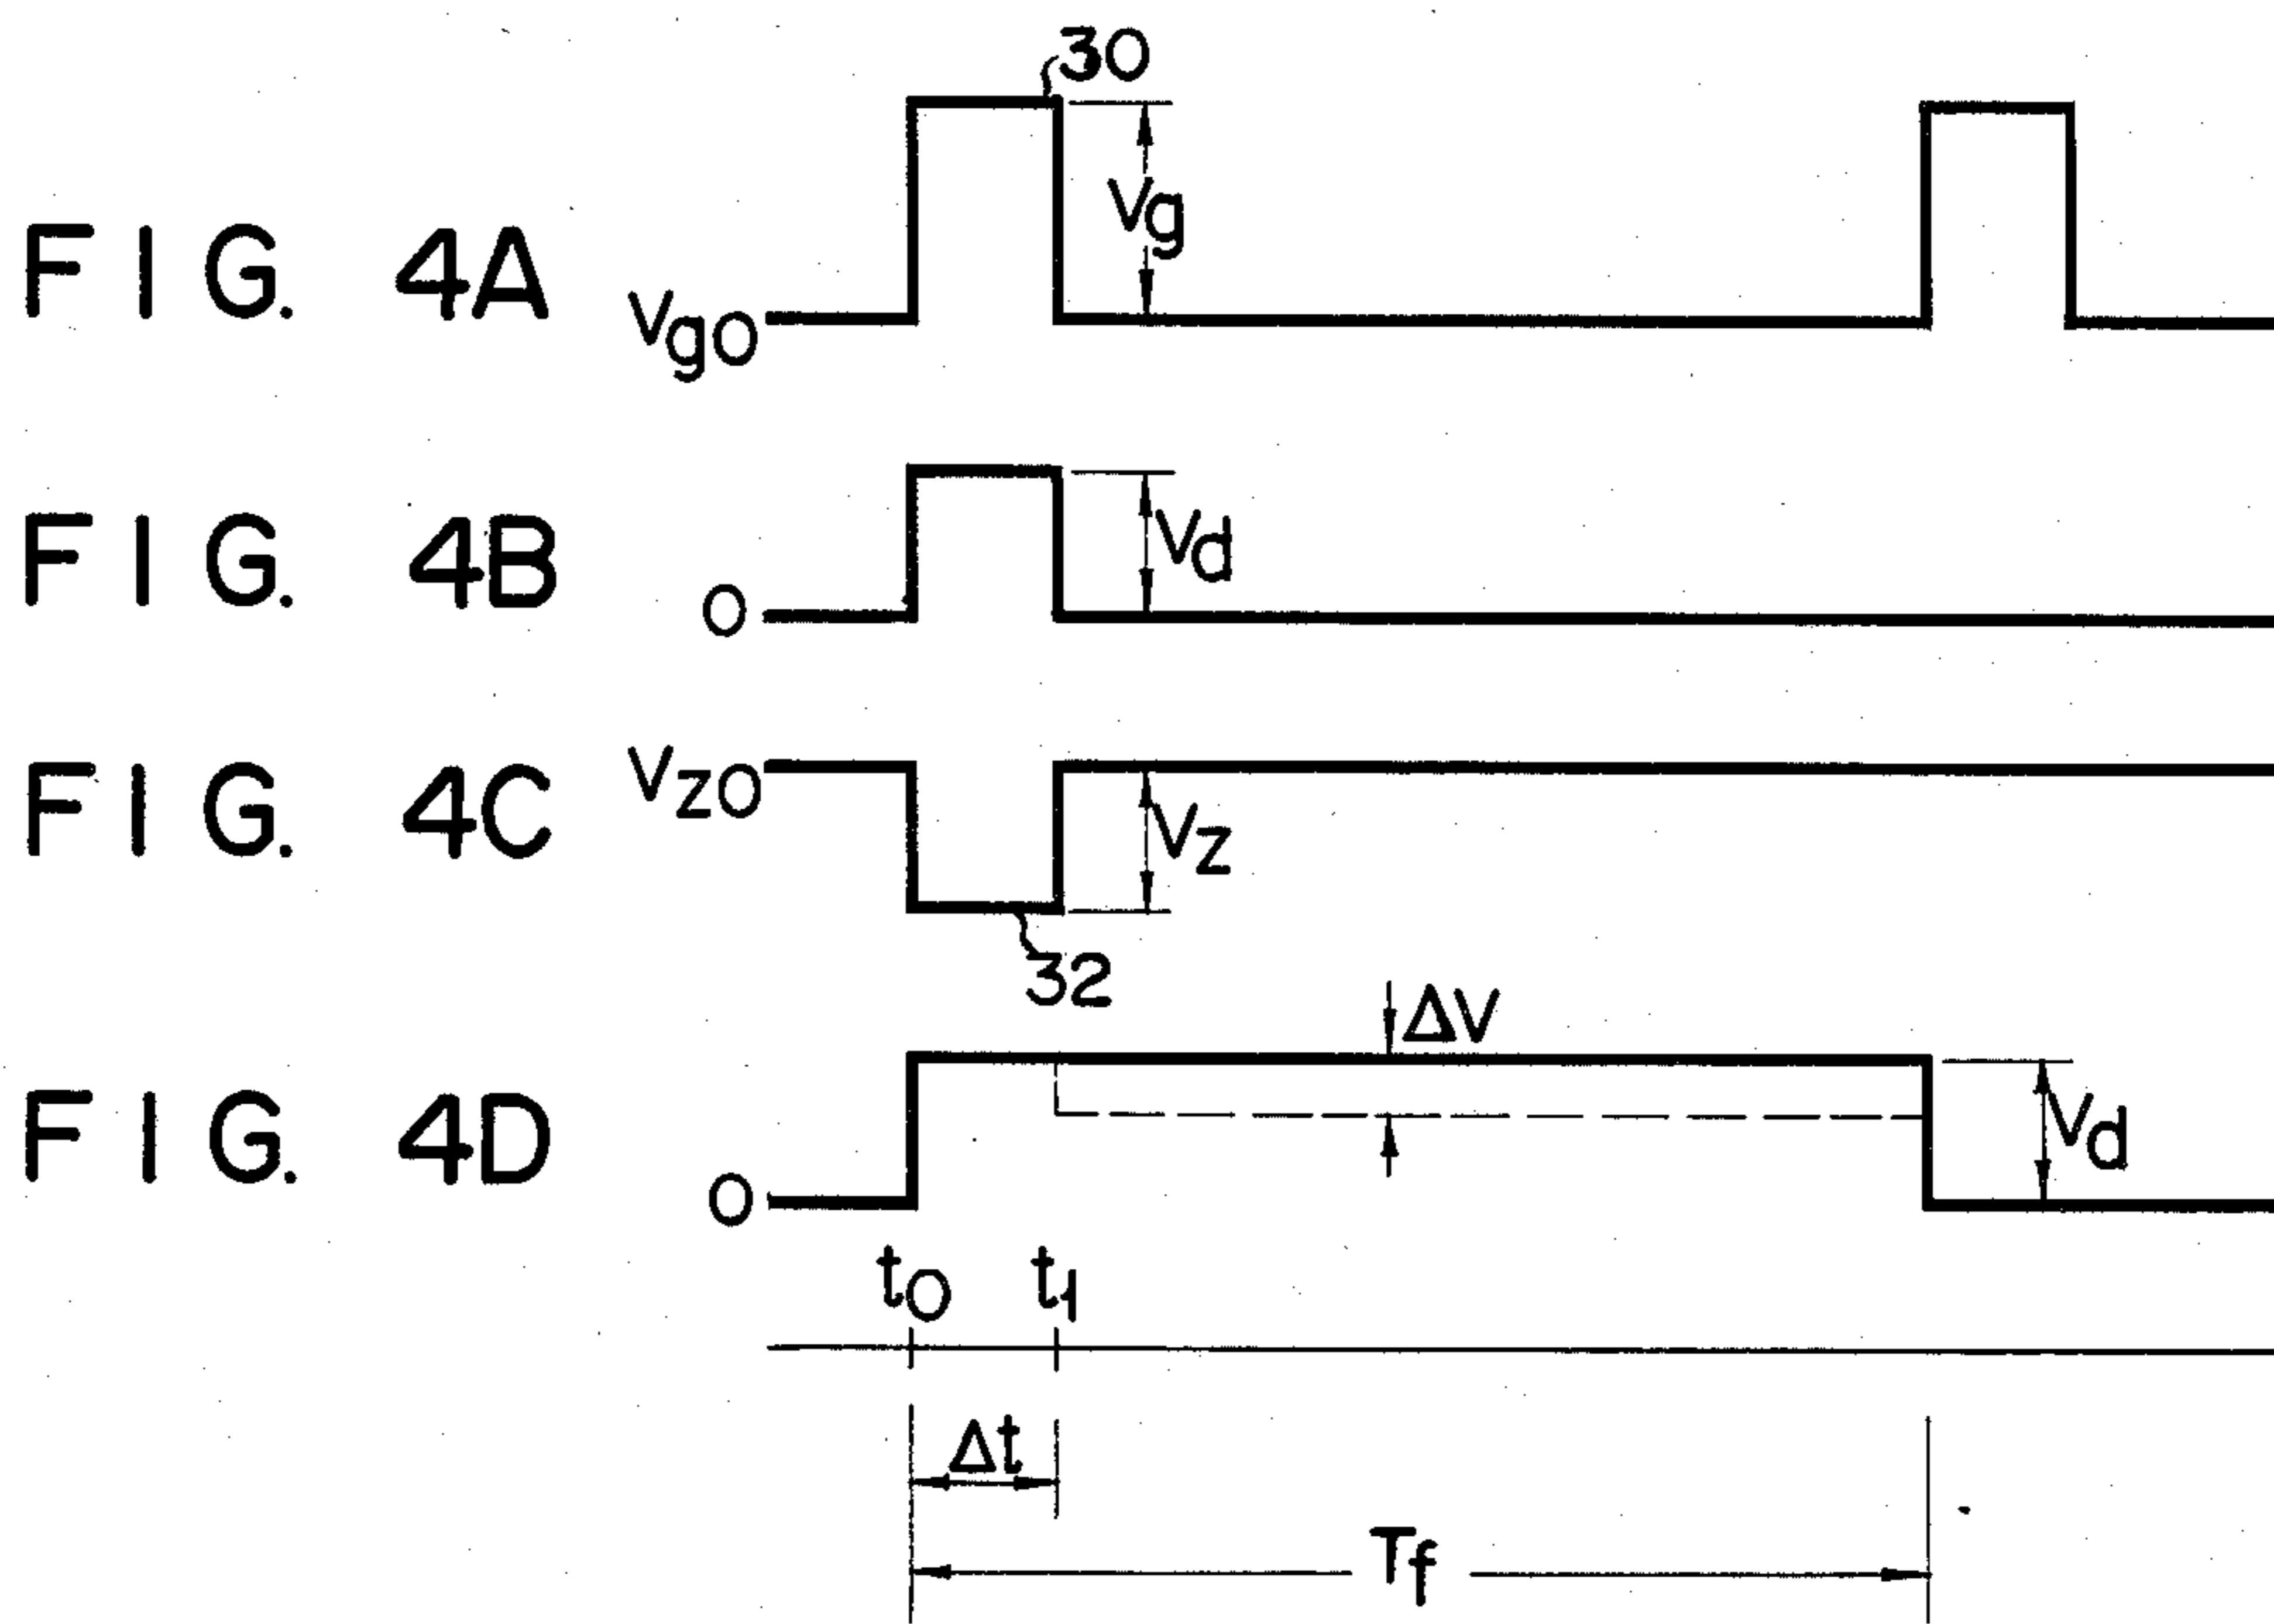 30
FIG. 4A
Vg
Vgo
FIG. 4B
Vd
0
FIG. 4C
Vzo
Vz
32
FIG. 4D
ΔV
Vd
0
to t1
Δt
Tf